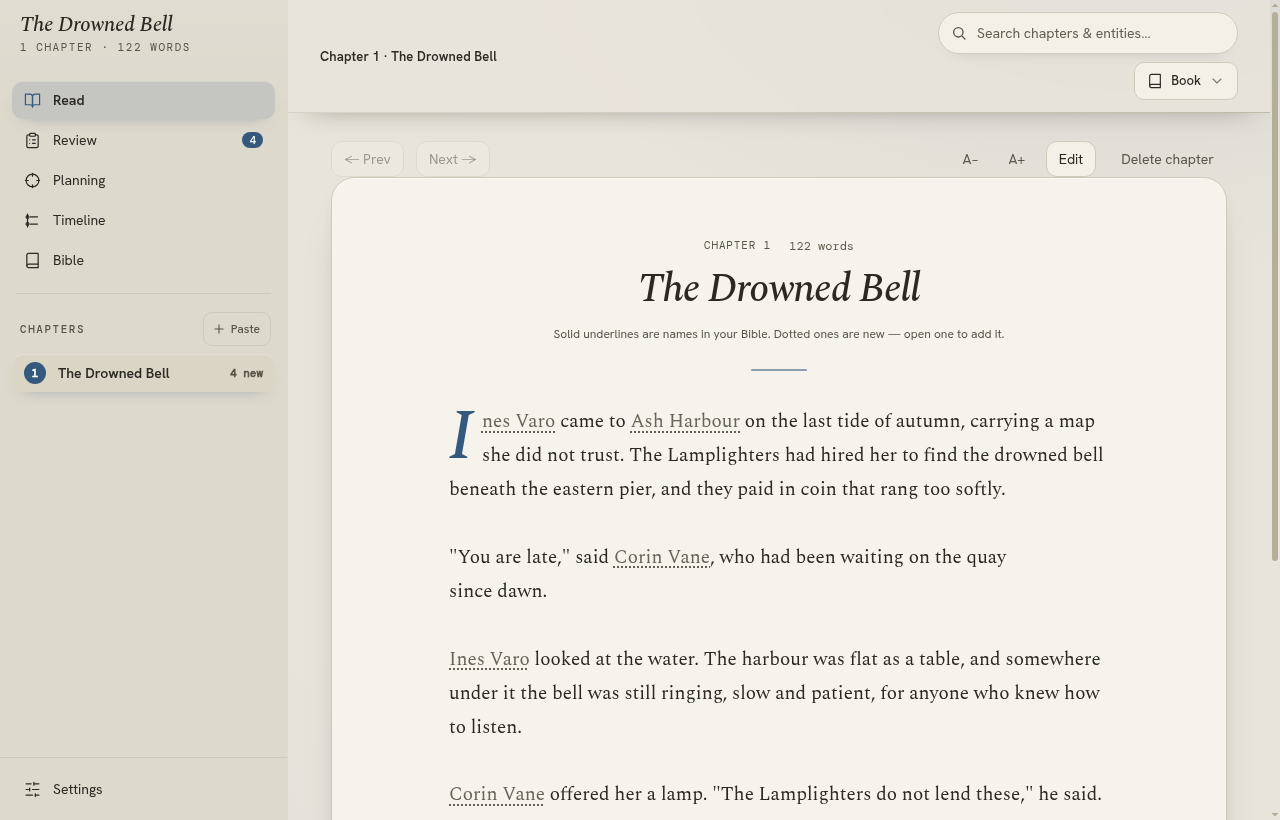 The Drowned Bell
1 CHAPTER · 122 WORDS
Read
Review 4
Planning
Timeline
Bible
CHAPTERS
+ Paste
1 The Drowned Bell 4 new
Settings
Chapter 1 · The Drowned Bell
Search chapters & entities...
Book
← Prev Next → A− A+ Edit Delete chapter
CHAPTER 1 122 words
The Drowned Bell
Solid underlines are names in your Bible. Dotted ones are new — open one to add it.
Ines Varo came to Ash Harbour on the last tide of autumn, carrying a map
she did not trust. The Lamplighters had hired her to find the drowned bell
beneath the eastern pier, and they paid in coin that rang too softly.
"You are late," said Corin Vane, who had been waiting on the quay
since dawn.
Ines Varo looked at the water. The harbour was flat as a table, and somewhere
under it the bell was still ringing, slow and patient, for anyone who knew how
to listen.
Corin Vane offered her a lamp. "The Lamplighters do not lend these," he said.